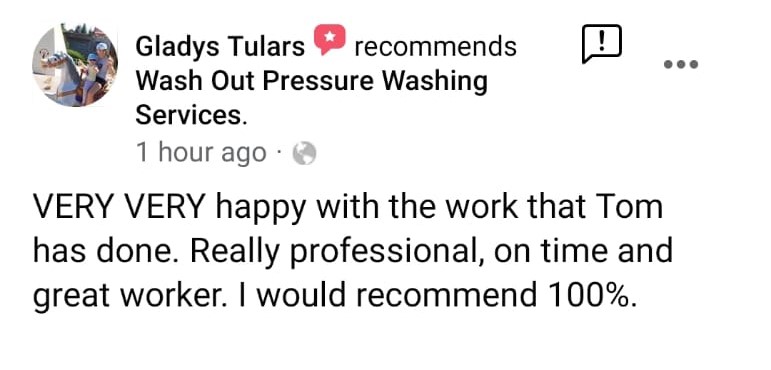 Gladys Tulars recommends
Wash Out Pressure Washing
Services.
1 hour ago ·
VERY VERY happy with the work that Tom
has done. Really professional, on time and
great worker. I would recommend 100%.